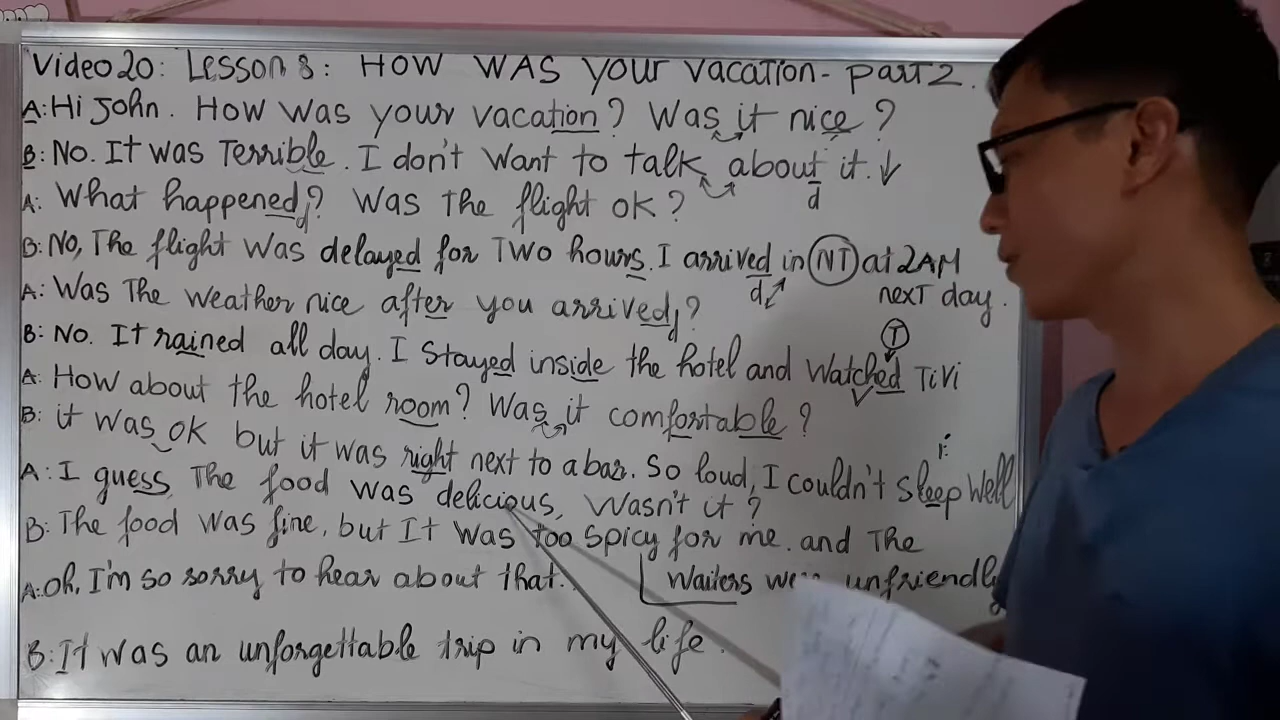 Video 20: Lesson 8: HOW WAS your vacation - part 2.
A: Hi John. How was your vacation? Was it nice?
B: No. It was Terrible. I don't want to talk about it. ↓
d
A: What happened? Was the flight ok?
d
B: No, The flight was delayed for Two hours. I arrived in NT at 2AM
next day.
d
A: Was The weather nice after you arrived?
d
B: No. It rained all day. I stayed inside the hotel and watched TiVi
T
A: How about the hotel room? Was it comfortable?
B: it was ok but it was right next to a bar. So loud, I couldn't sleep well
i:
A: I guess The food was delicious, wasn't it?
B: The food was fine, but It was too spicy for me. and The
waiters unfriendly
A: Oh, I'm so sorry to hear about that.
B: It was an unforgettable trip in my life.